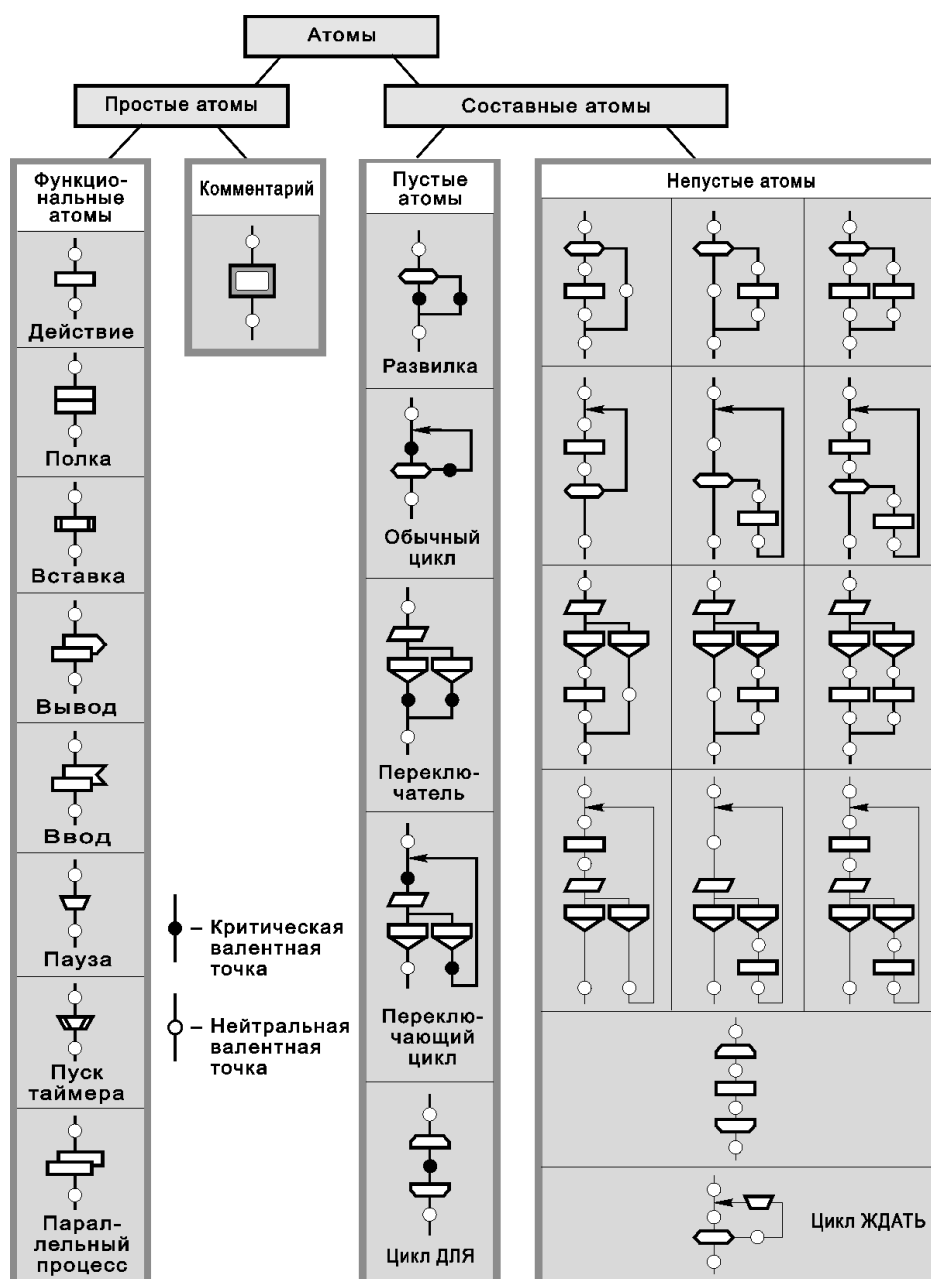 Атомы
Простые атомы
Составные атомы
Функцио-
нальные
атомы
Действие
Полка
Вставка
Вывод
Ввод
Пауза
Пуск
таймера
Парал-
лельный
процесс
Комментарий
– Критическая
валентная
точка
– Нейтральная
валентная
точка
Пустые
атомы
Развилка
Обычный
цикл
Переклю-
чатель
Переклю-
чающий
цикл
Цикл ДЛЯ
Непустые атомы
Цикл ЖДАТЬ